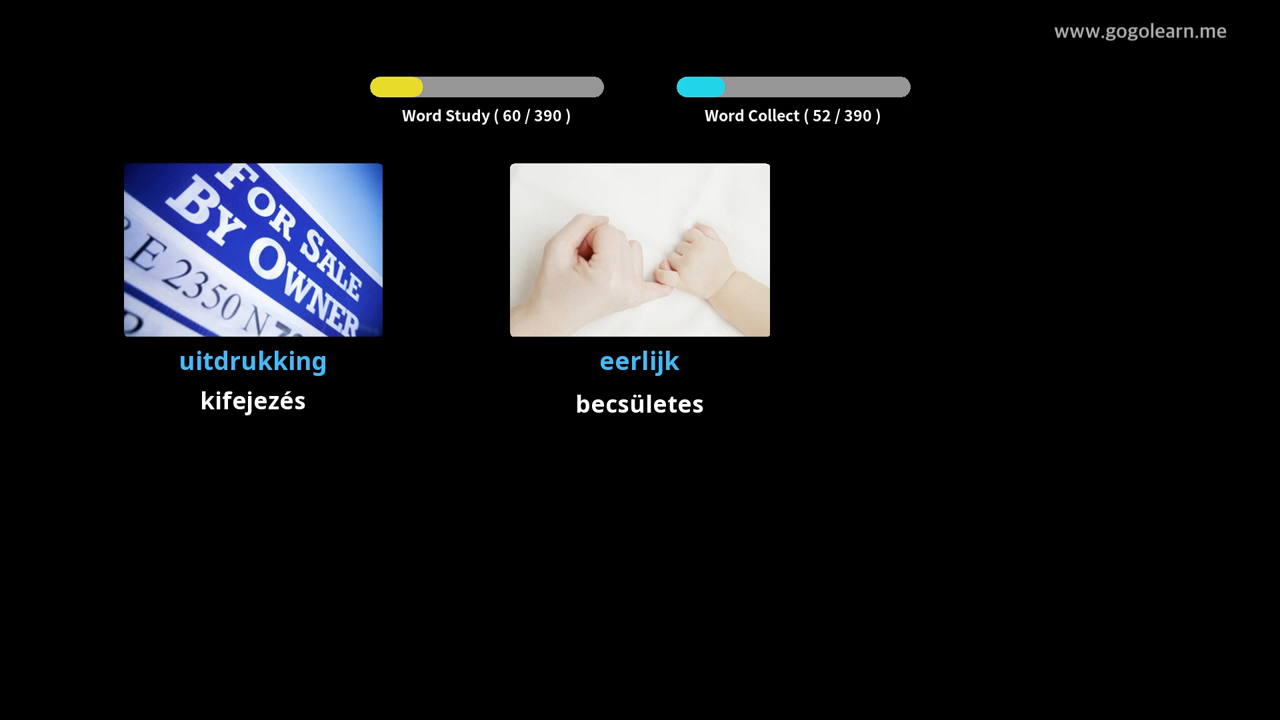 www.gogolearn.me
Word Study ( 60 / 390 )
Word Collect ( 52 / 390 )
FOR SALE
BY OWNER
E 2350 N
uitdrukking
kifejezés
eerlijk
becsületes